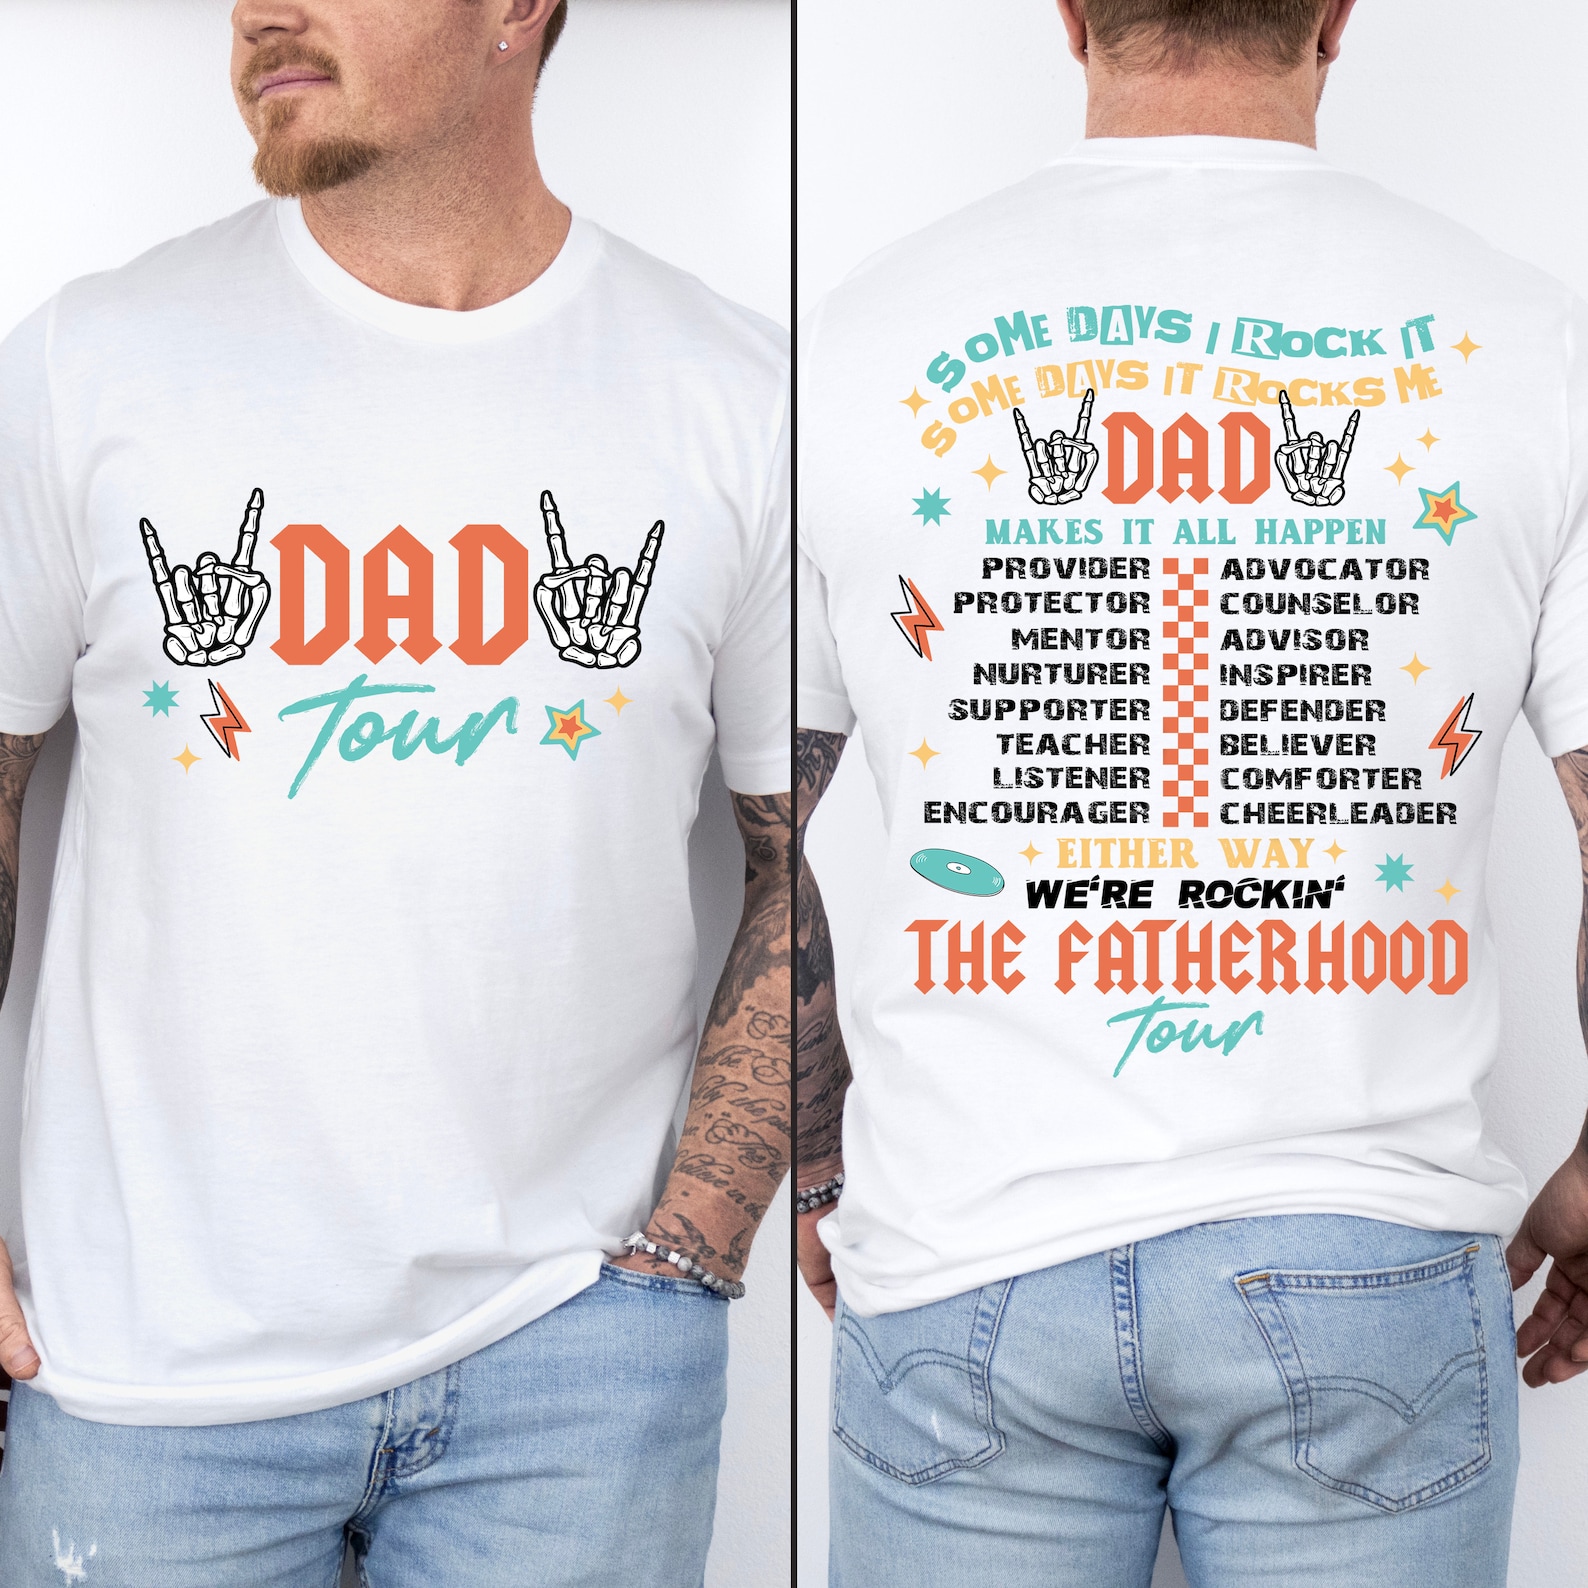 DAD
Tour
SOME DAYS I ROCK IT
SOME DAYS IT ROCKS ME
DAD
MAKES IT ALL HAPPEN
PROVIDER ADVOCATOR
PROTECTOR COUNSELOR
MENTOR ADVISOR
NURTURER INSPIRER
SUPPORTER DEFENDER
TEACHER BELIEVER
LISTENER COMFORTER
ENCOURAGER CHEERLEADER
EITHER WAY
WE'RE ROCKIN'
THE FATHERHOOD
Tour